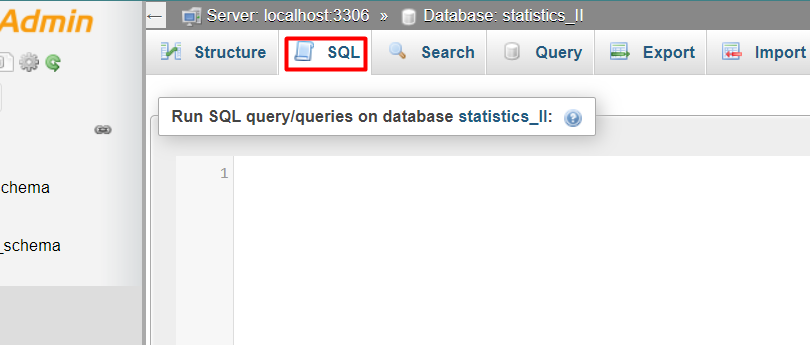 Admin
Server: localhost:3306 » Database: statistics_II
Structure SQL Search Query Export Import
Run SQL query/queries on database statistics_II:
1
chema
_schema